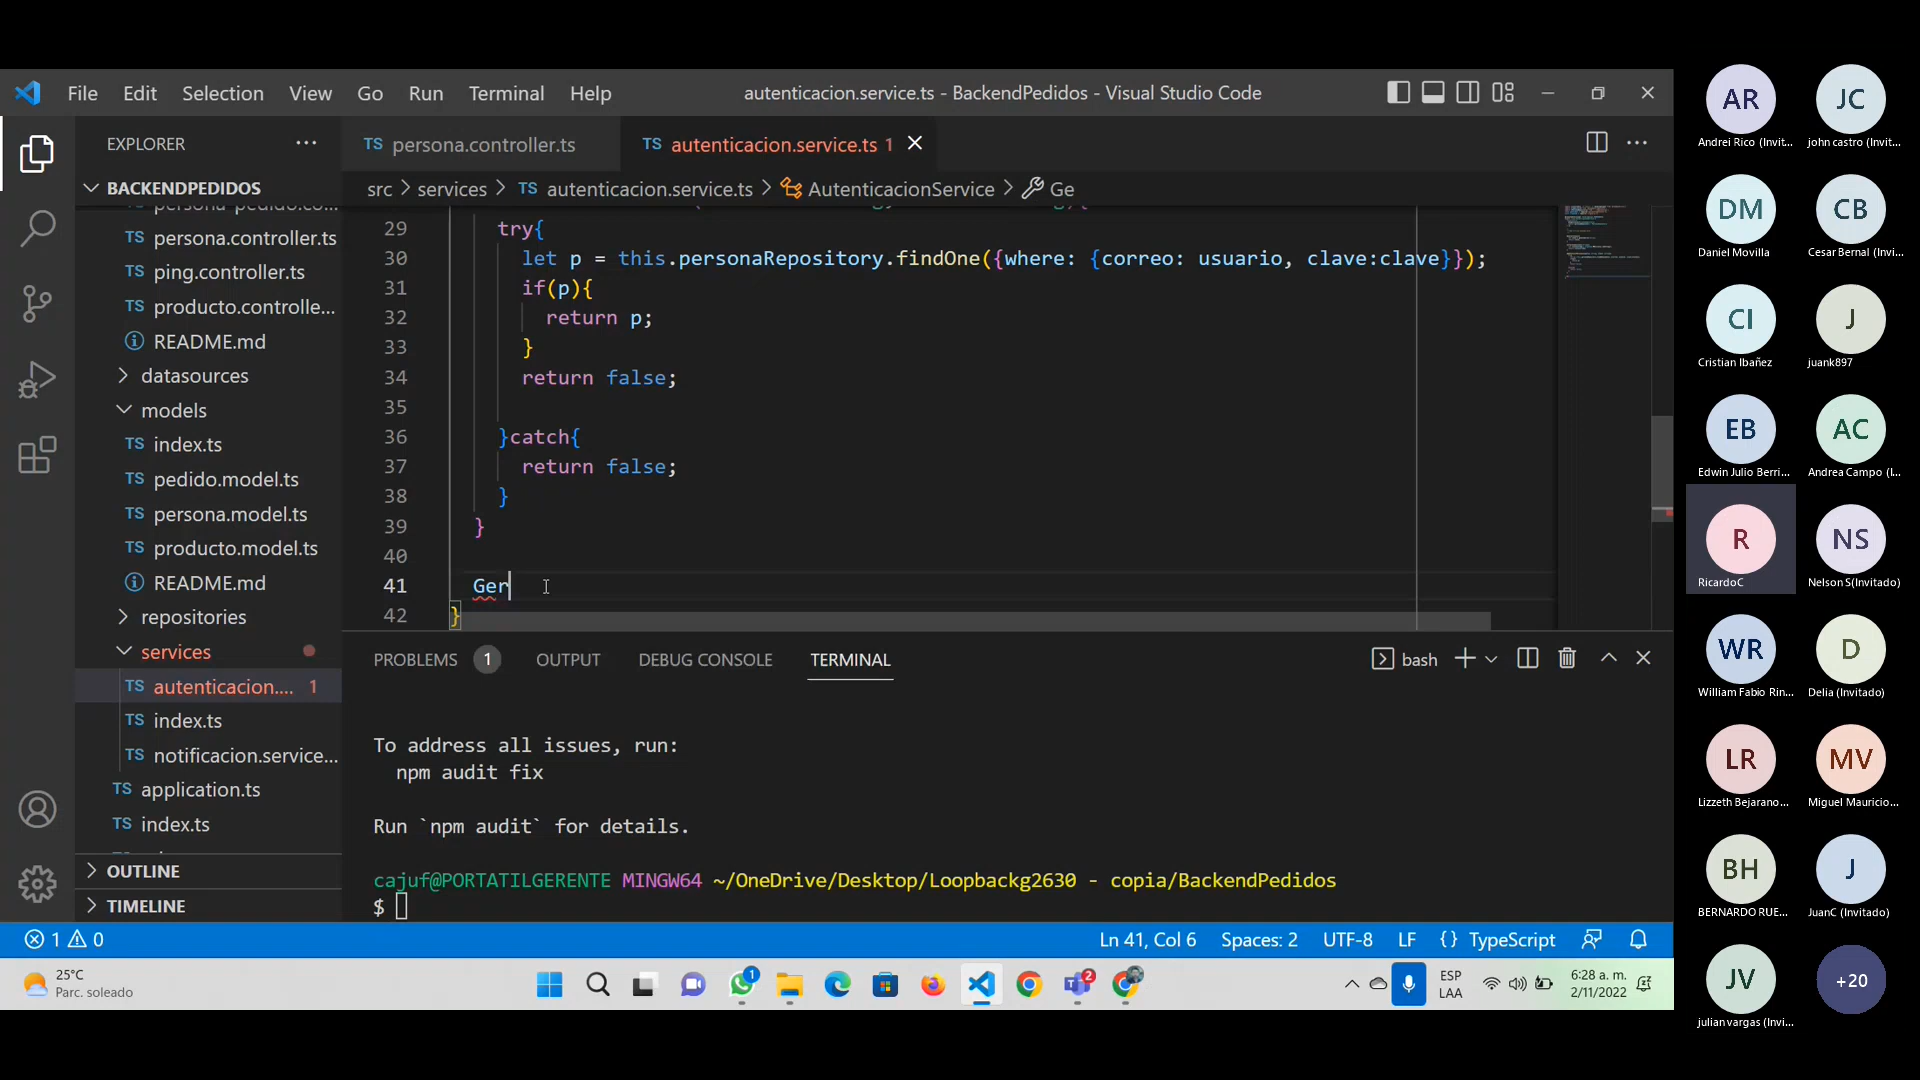 File Edit Selection View Go Run Terminal Help
autenticacion.service.ts - BackendPedidos - Visual Studio Code
EXPLORER
TS persona.controller.ts
TS autenticacion.service.ts 1
BACKENDPEDIDOS
src > services > TS autenticacion.service.ts > AutenticacionService > Ge
persona-pedido.co...
TS persona.controller.ts
TS ping.controller.ts
TS producto.controlle...
README.md
datasources
models
TS index.ts
TS pedido.model.ts
TS persona.model.ts
TS producto.model.ts
README.md
repositories
services
TS autenticacion.... 1
TS index.ts
TS notificacion.service...
TS application.ts
TS index.ts
OUTLINE
TIMELINE
29 try{
30 let p = this.personaRepository.findOne({where: {correo: usuario, clave:clave}});
31 if(p){
32 return p;
33 }
34 return false;
35
36 }catch{
37 return false;
38 }
39 }
40
41 Ger
42 }
PROBLEMS 1 OUTPUT DEBUG CONSOLE TERMINAL
bash
To address all issues, run:
npm audit fix
Run `npm audit` for details.
cajuf@PORTATILGERENTE MINGW64 ~/OneDrive/Desktop/Loopbackg2630 - copia/BackendPedidos
$
1 0
Ln 41, Col 6 Spaces: 2 UTF-8 LF {} TypeScript
25°C
Parc. soleado
1
2
ESP
LAA
6:28 a. m.
2/11/2022
AR
Andrei Rico (Invit...
JC
john castro (Invit...
DM
Daniel Movilla
CB
Cesar Bernal (Invi...
CI
Cristian Ibañez
J
juank897
EB
Edwin Julio Berri...
AC
Andrea Campo (I...
R
RicardoC
NS
Nelson S(Invitado)
WR
William Fabio Rin...
D
Delia (Invitado)
LR
Lizzeth Bejarano...
MV
Miguel Mauricio...
BH
BERNARDO RUE...
J
JuanC (Invitado)
JV
julian vargas (Invi...
+20